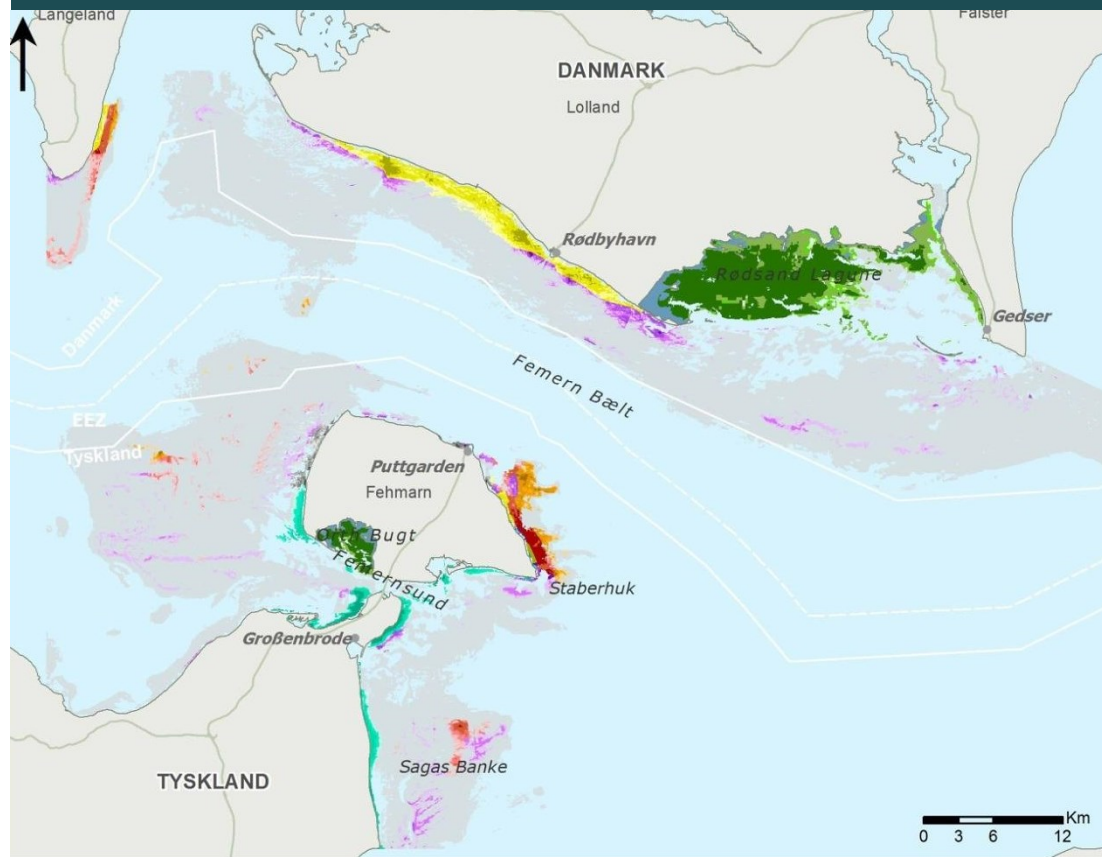 Langeland
Falster
DANMARK
Lolland
Rødbyhavn
Rødsand Lagune
Gedser
Danmark
Femern Bælt
EEZ
Tyskland
Puttgarden
Fehmarn
Orth Bugt
Femernsund
Staberhuk
Großenbrode
Sagas Banke
TYSKLAND
Km
0 3 6 12